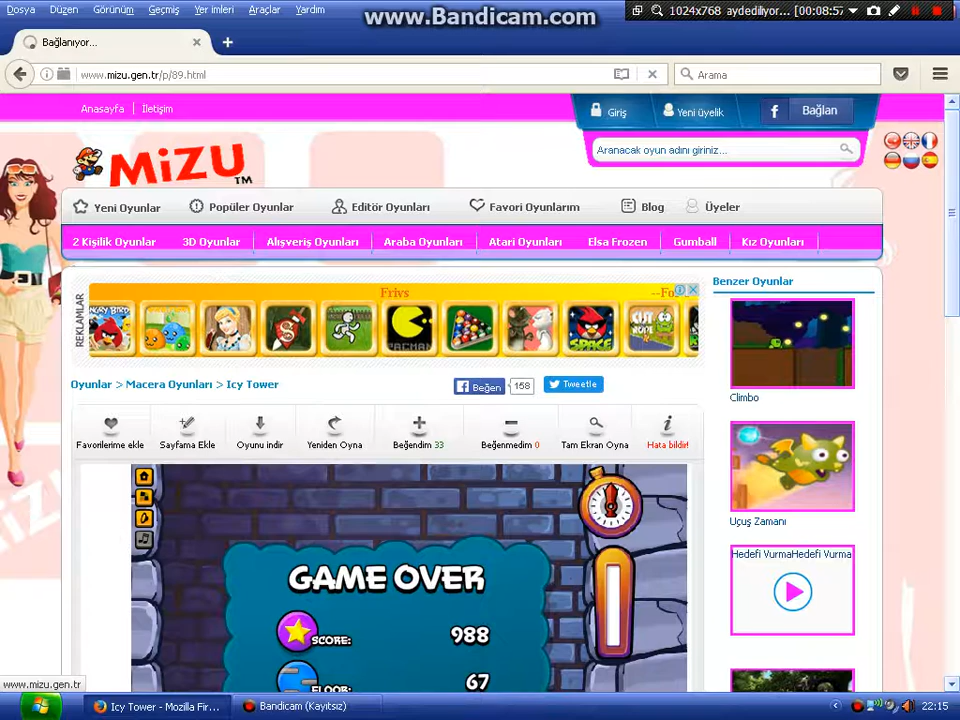 Dosya Düzen Görünüm Geçmiş Yer imleri Araçlar Yardım
www.Bandicam.com
1024x768 aydediliyor... [00:08:57]
Bağlanıyor...
www.mizu.gen.tr/p/89.html
Arama
Anasayfa İletişim
Giriş Yeni üyelik Bağlan
MiZU TM
Aranacak oyun adını giriniz...
Yeni Oyunlar Popüler Oyunlar Editör Oyunları Favori Oyunlarım Blog Üyeler
2 Kişilik Oyunlar 3D Oyunlar Alışveriş Oyunları Araba Oyunları Atari Oyunları Elsa Frozen Gumball Kız Oyunları
REKLAMLAR
Frivs
Benzer Oyunlar
ANGRY BIRD
PACMAN
CUT ROPE
Oyunlar > Macera Oyunları > Icy Tower
Beğen 158 Tweetle
Climbo
Favorilerime ekle Sayfama Ekle Oyunu indir Yeniden Oyna Beğendim 33 Beğenmedim 0 Tam Ekran Oyna Hata bildir!
Uçuş Zamanı
GAME OVER
Hedefi VurmaHedefi Vurma
SCORE: 988
FLOOR: 67
www.mizu.gen.tr
Icy Tower - Mozilla Fir... Bandicam (Kayıtsız) 22:15